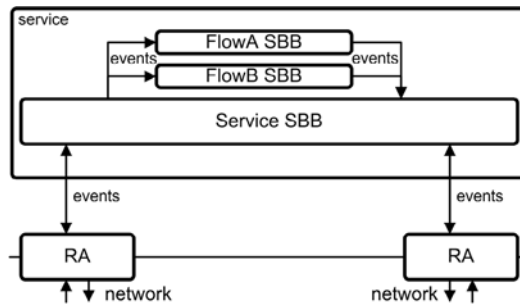 service
FlowA SBB
events
events
FlowB SBB
Service SBB
events
events
RA
RA
network
network